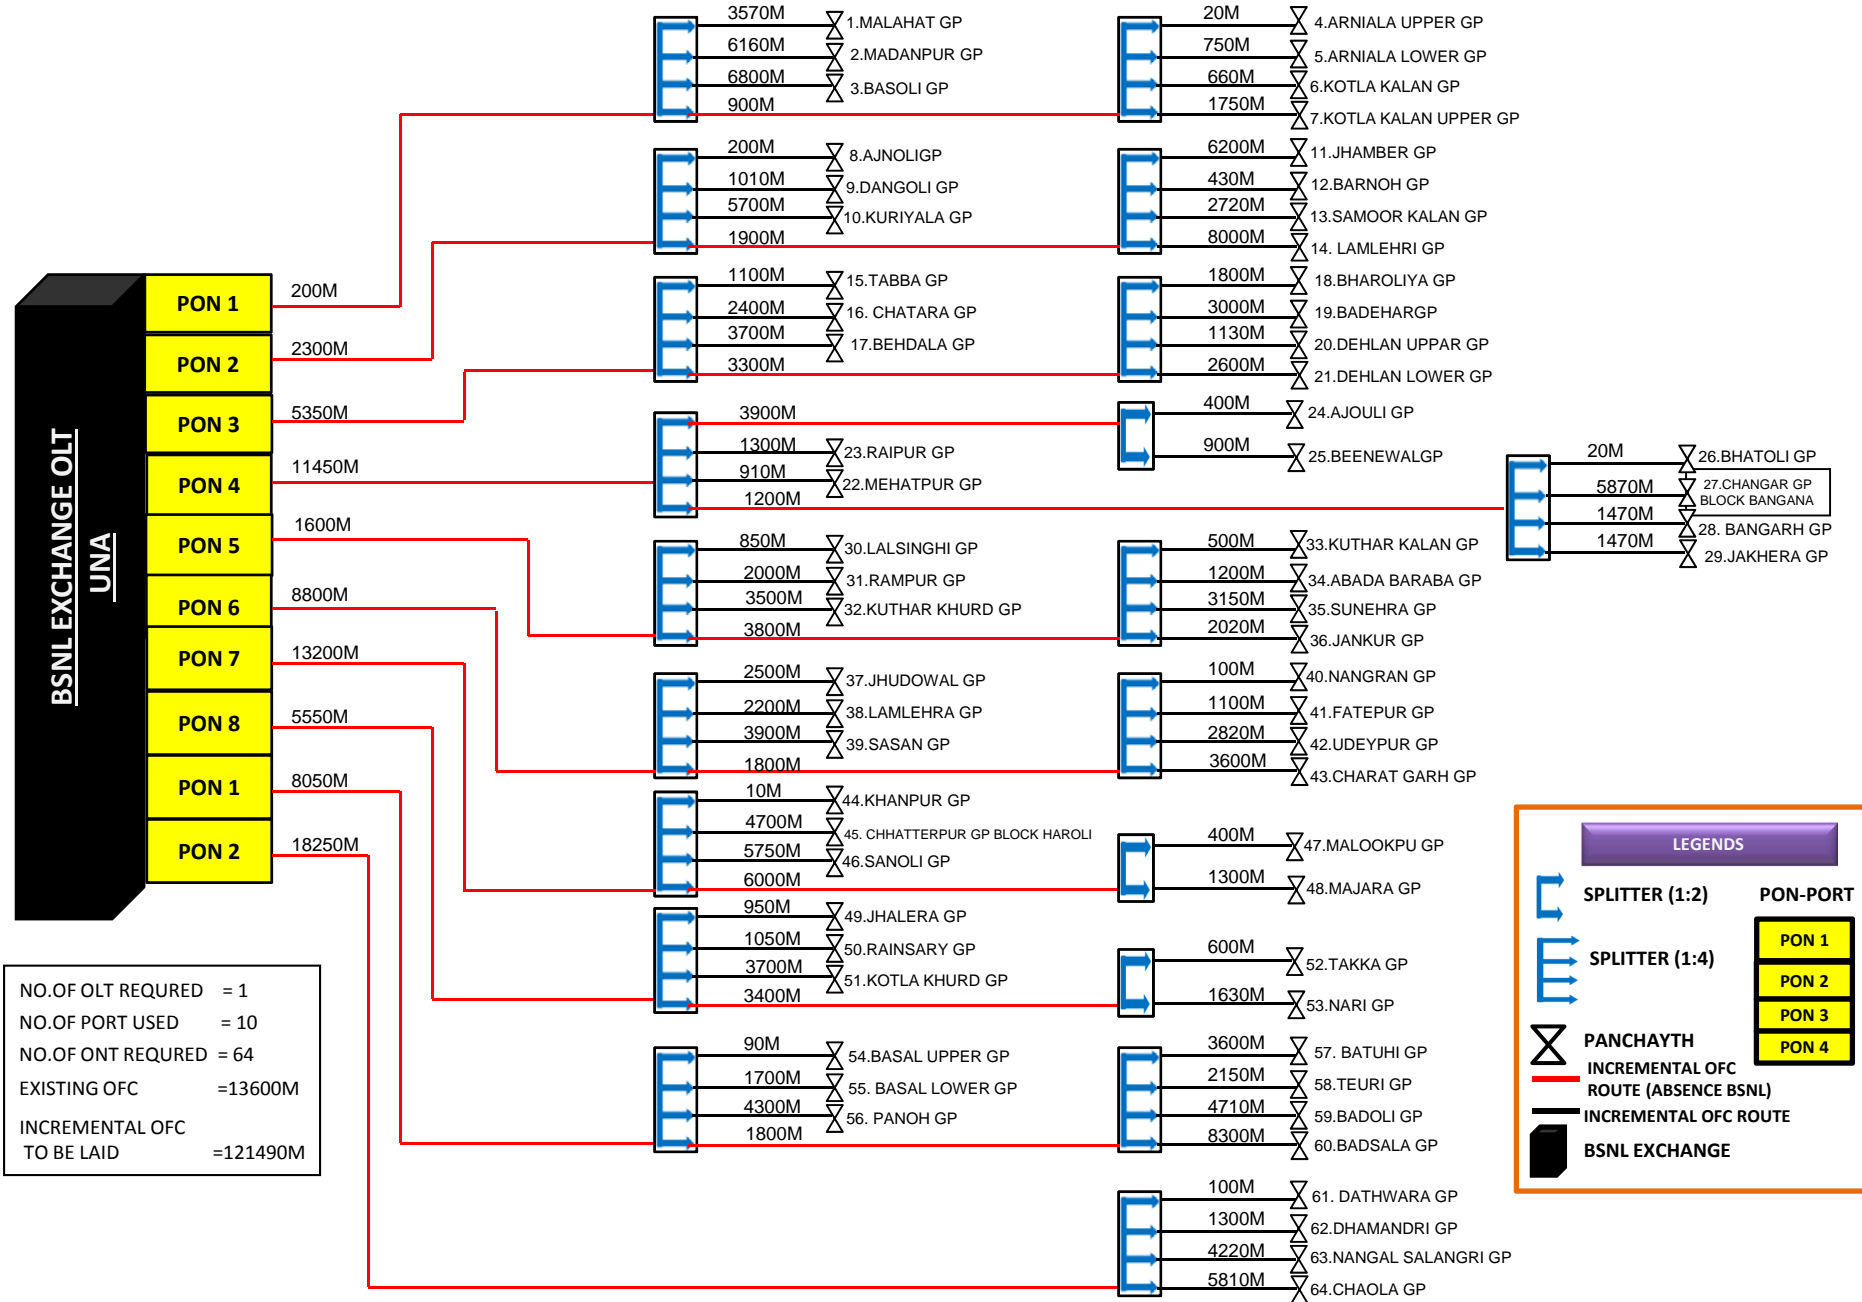 BSNL EXCHANGE OLT
UNA
PON 1
200M
PON 2
2300M
PON 3
5350M
PON 4
11450M
PON 5
1600M
PON 6
8800M
PON 7
13200M
PON 8
5550M
PON 1
8050M
PON 2
18250M
3570M
1.MALAHAT GP
6160M
2.MADANPUR GP
6800M
3.BASOLI GP
900M
20M
4.ARNIALA UPPER GP
750M
5.ARNIALA LOWER GP
660M
6.KOTLA KALAN GP
1750M
7.KOTLA KALAN UPPER GP
200M
8.AJNOLIGP
1010M
9.DANGOLI GP
5700M
10.KURIYALA GP
1900M
6200M
11.JHAMBER GP
430M
12.BARNOH GP
2720M
13.SAMOOR KALAN GP
8000M
14. LAMLEHRI GP
1100M
15.TABBA GP
2400M
16. CHATARA GP
3700M
17.BEHDALA GP
3300M
1800M
18.BHAROLIYA GP
3000M
19.BADEHARGP
1130M
20.DEHLAN UPPAR GP
2600M
21.DEHLAN LOWER GP
3900M
1300M
23.RAIPUR GP
910M
22.MEHATPUR GP
1200M
400M
24.AJOULI GP
900M
25.BEENEWALGP
20M
26.BHATOLI GP
5870M
27.CHANGAR GP
BLOCK BANGANA
1470M
28. BANGARH GP
1470M
29.JAKHERA GP
850M
30.LALSINGHI GP
2000M
31.RAMPUR GP
3500M
32.KUTHAR KHURD GP
3800M
500M
33.KUTHAR KALAN GP
1200M
34.ABADA BARABA GP
3150M
35.SUNEHRA GP
2020M
36.JANKUR GP
2500M
37.JHUDOWAL GP
2200M
38.LAMLEHRA GP
3900M
39.SASAN GP
1800M
100M
40.NANGRAN GP
1100M
41.FATEPUR GP
2820M
42.UDEYPUR GP
3600M
43.CHARAT GARH GP
10M
44.KHANPUR GP
4700M
45. CHHATTERPUR GP BLOCK HAROLI
5750M
46.SANOLI GP
6000M
400M
47.MALOOKPU GP
1300M
48.MAJARA GP
950M
49.JHALERA GP
1050M
50.RAINSARY GP
3700M
51.KOTLA KHURD GP
3400M
600M
52.TAKKA GP
1630M
53.NARI GP
90M
54.BASAL UPPER GP
1700M
55. BASAL LOWER GP
4300M
56. PANOH GP
1800M
3600M
57. BATUHI GP
2150M
58.TEURI GP
4710M
59.BADOLI GP
8300M
60.BADSALA GP
100M
61. DATHWARA GP
1300M
62.DHAMANDRI GP
4220M
63.NANGAL SALANGRI GP
5810M
64.CHAOLA GP
NO.OF OLT REQURED = 1
NO.OF PORT USED = 10
NO.OF ONT REQURED = 64
EXISTING OFC =13600M
INCREMENTAL OFC
TO BE LAID =121490M
LEGENDS
SPLITTER (1:2)
PON-PORT
SPLITTER (1:4)
PON 1
PON 2
PON 3
PON 4
PANCHAYTH
INCREMENTAL OFC
ROUTE (ABSENCE BSNL)
INCREMENTAL OFC ROUTE
BSNL EXCHANGE